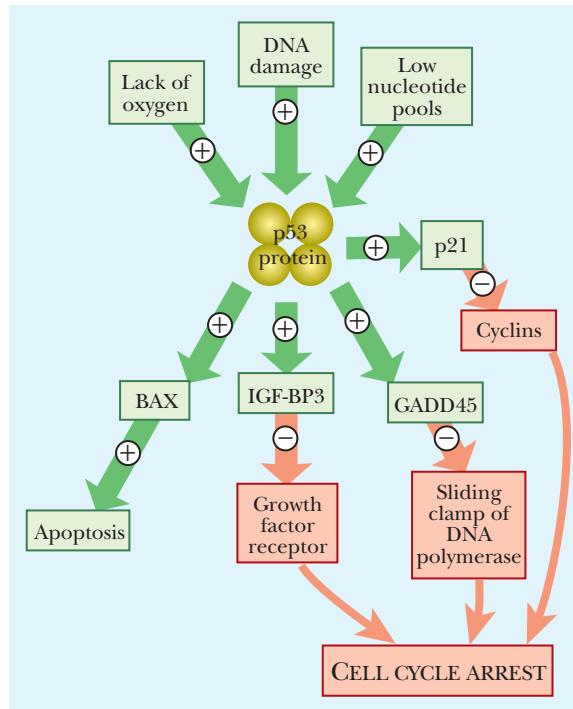 DNA
damage
Lack of
oxygen
Low
nucleotide
pools
+
+
+
p53
protein
+
p21
−
Cyclins
+
+
+
BAX
IGF-BP3
GADD45
+
−
−
Apoptosis
Growth
factor
receptor
Sliding
clamp of
DNA
polymerase
CELL CYCLE ARREST